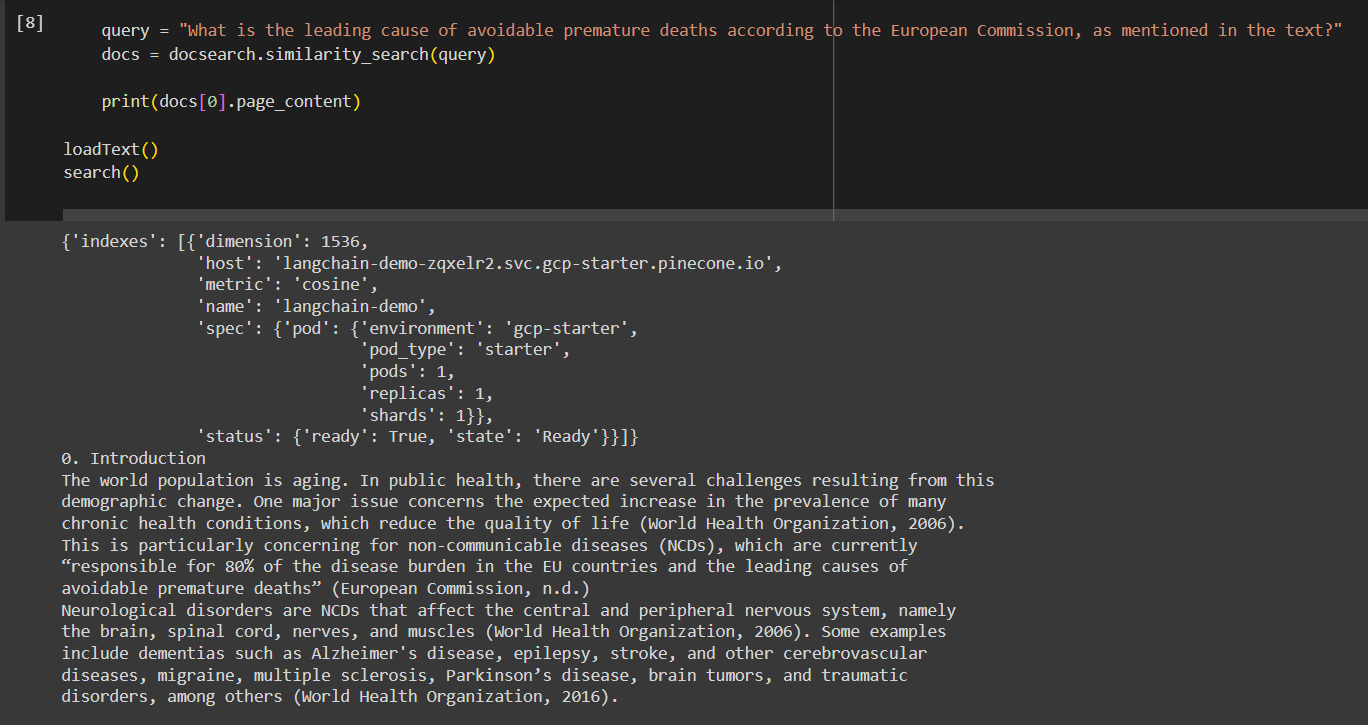 [8]
query = "What is the leading cause of avoidable premature deaths according to the European Commission, as mentioned in the text?"
docs = docsearch.similarity_search(query)
print(docs[0].page_content)
loadText()
search()
{'indexes': [{'dimension': 1536,
'host': 'langchain-demo-zqxelr2.svc.gcp-starter.pinecone.io',
'metric': 'cosine',
'name': 'langchain-demo',
'spec': {'pod': {'environment': 'gcp-starter',
'pod_type': 'starter',
'pods': 1,
'replicas': 1,
'shards': 1}},
'status': {'ready': True, 'state': 'Ready'}}]}
0. Introduction
The world population is aging. In public health, there are several challenges resulting from this
demographic change. One major issue concerns the expected increase in the prevalence of many
chronic health conditions, which reduce the quality of life (World Health Organization, 2006).
This is particularly concerning for non-communicable diseases (NCDs), which are currently
“responsible for 80% of the disease burden in the EU countries and the leading causes of
avoidable premature deaths” (European Commission, n.d.)
Neurological disorders are NCDs that affect the central and peripheral nervous system, namely
the brain, spinal cord, nerves, and muscles (World Health Organization, 2006). Some examples
include dementias such as Alzheimer's disease, epilepsy, stroke, and other cerebrovascular
diseases, migraine, multiple sclerosis, Parkinson’s disease, brain tumors, and traumatic
disorders, among others (World Health Organization, 2016).